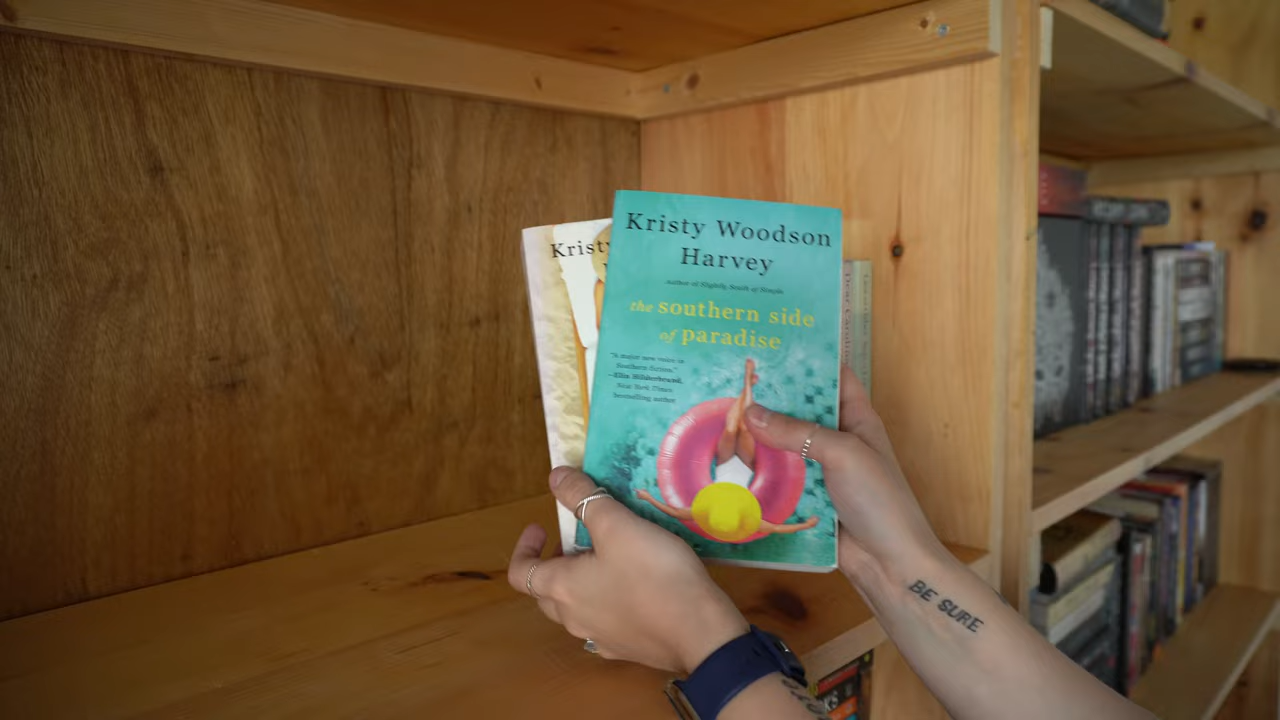 Kristy Woodson
Harvey
Author of Slightly South of Simple
the southern side
of paradise
"A major new voice in
Southern fiction."
—Elin Hilderbrand,
New York Times
bestselling author
Kristy
BE SURE